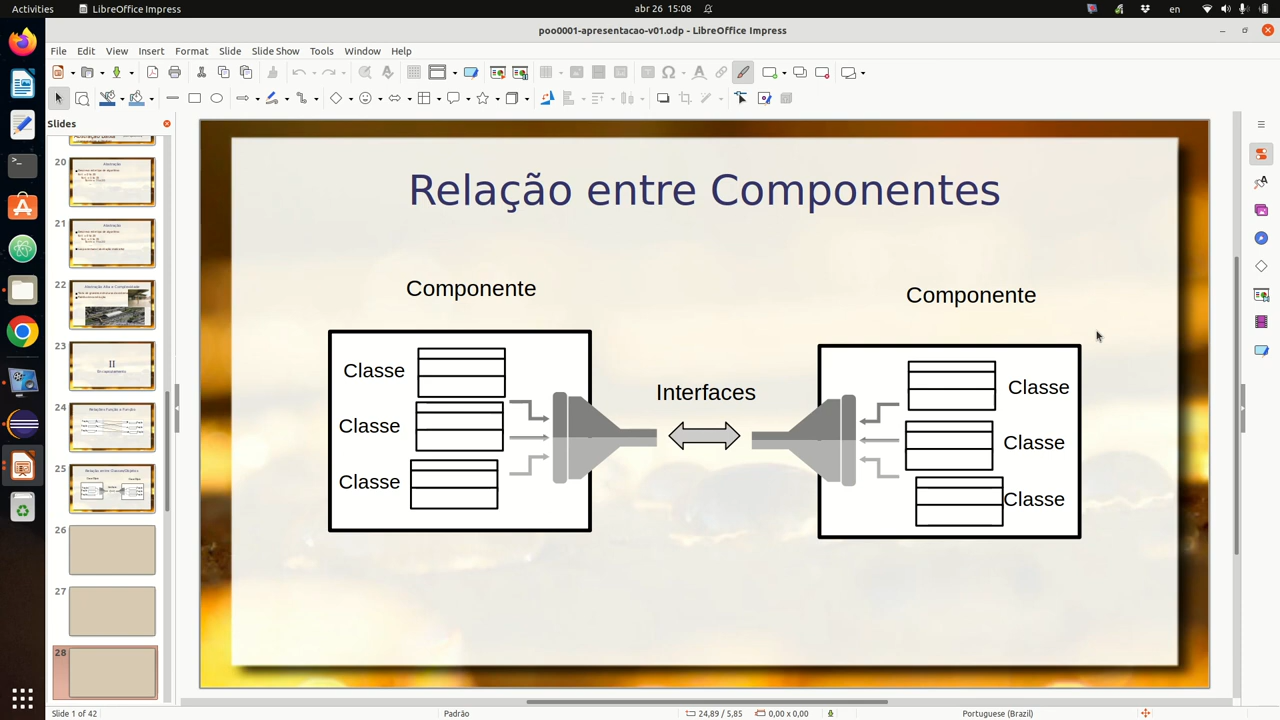 Activities
LibreOffice Impress
abr 26 15:08
en
poo0001-apresentacao-v01.odp - LibreOffice Impress
File Edit View Insert Format Slide Slide Show Tools Window Help
Slides
20
21
22
23
24
25
26
27
28
Relação entre Componentes
Componente
Componente
Classe
Classe
Classe
Interfaces
Classe
Classe
Classe
Slide 1 of 42
Padrão
24,89 / 5,85
0,00 x 0,00
Portuguese (Brazil)